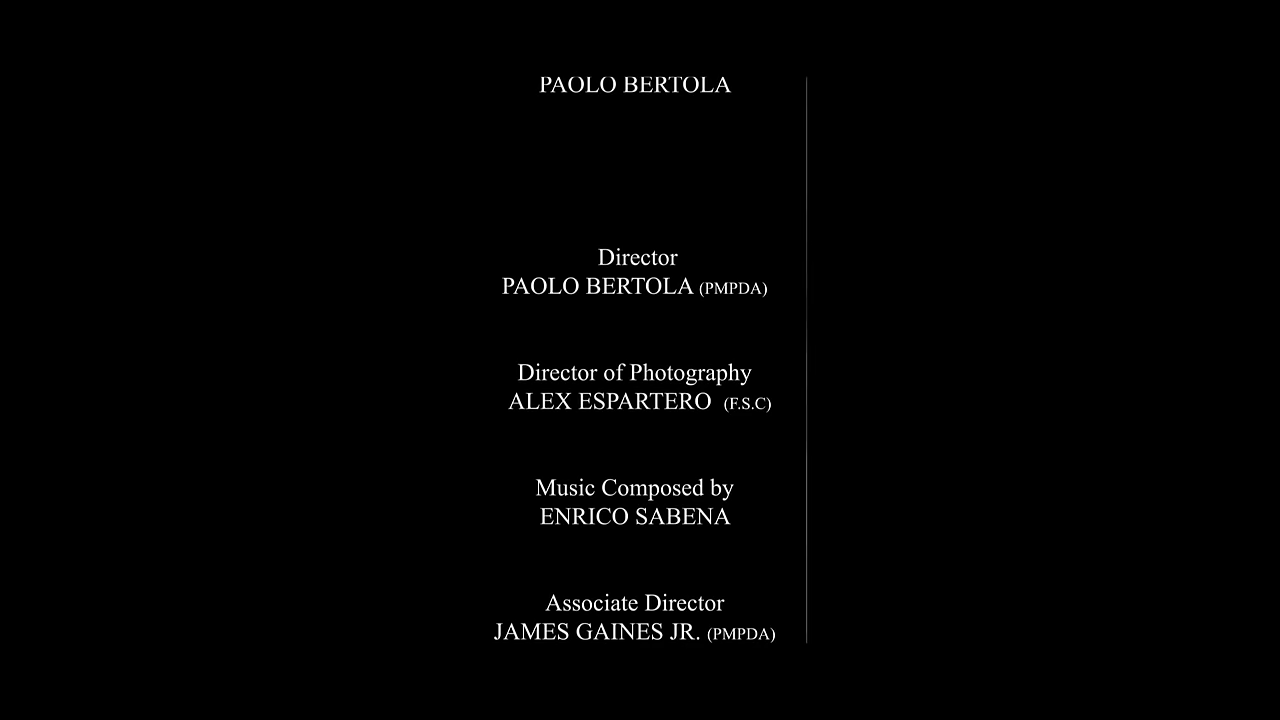 PAOLO BERTOLA
Director
PAOLO BERTOLA (PMPDA)
Director of Photography
ALEX ESPARTERO (F.S.C)
Music Composed by
ENRICO SABENA
Associate Director
JAMES GAINES JR. (PMPDA)